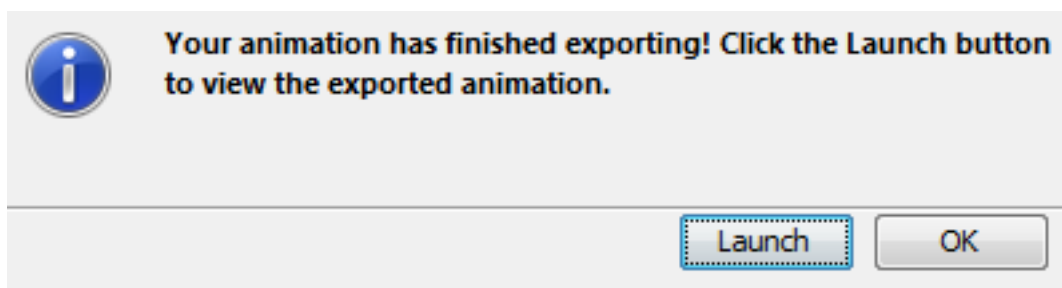 Your animation has finished exporting! Click the Launch button
to view the exported animation.
Launch
OK